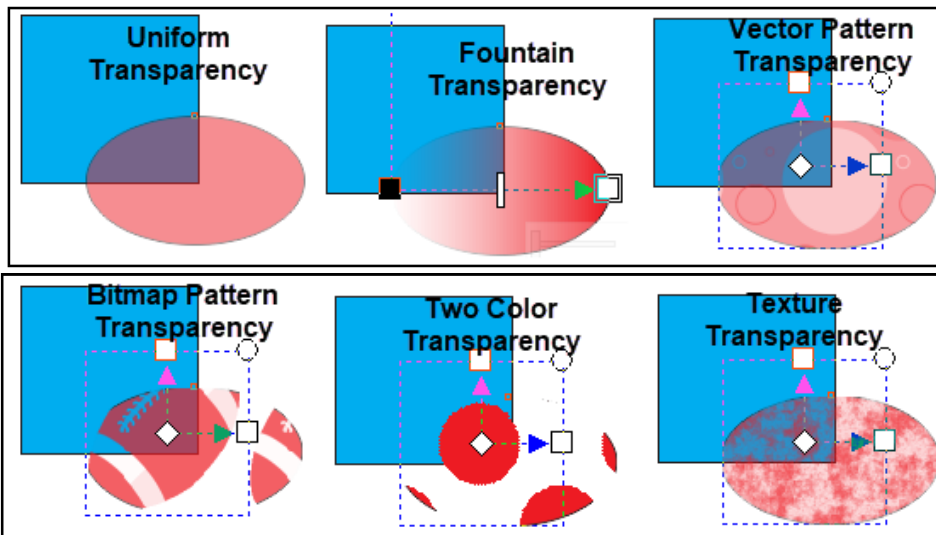 Uniform
Transparency
Fountain
Transparency
Vector Pattern
Transparency
Bitmap Pattern
Transparency
Two Color
Transparency
Texture
Transparency